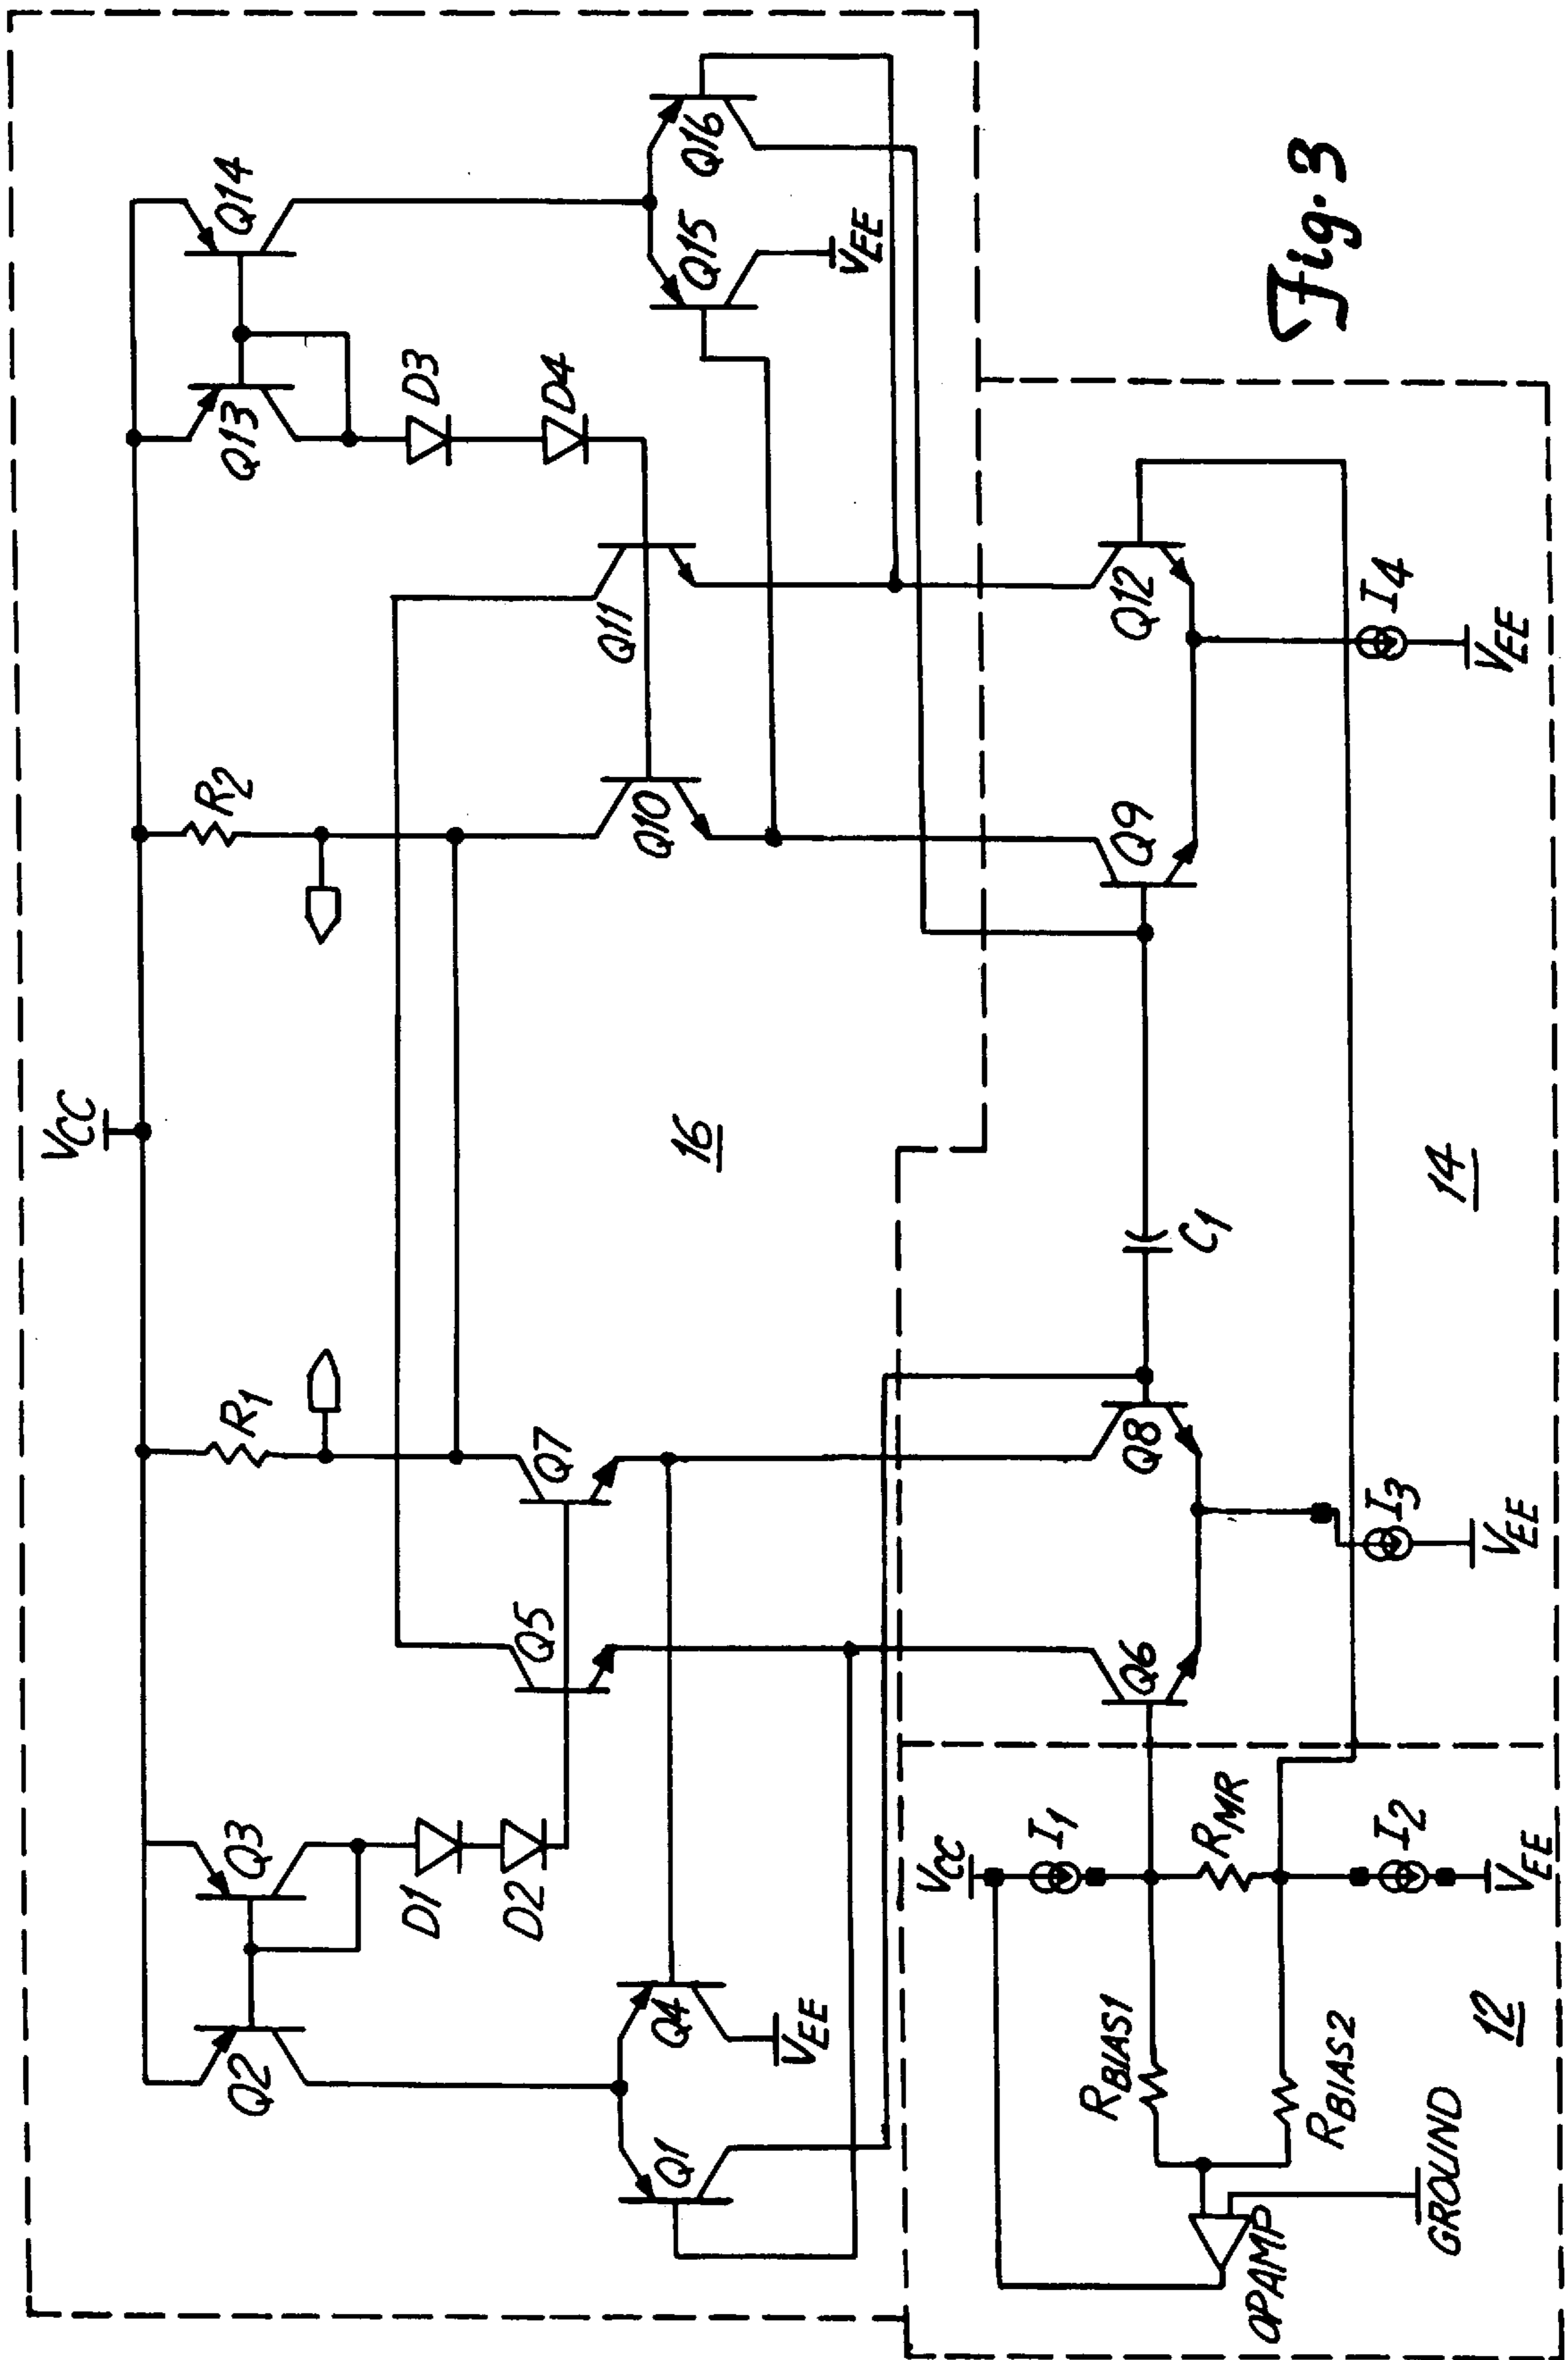 VCC
Q2
Q3
R1
R2
Q13
Q14
D1
D2
D3
D4
Q1
Q4
VEE
Q5
Q7
16
Q10
Q11
Q15
Q16
VEE
VCC
I1
RBIAS1
RMR
RBIAS2
I2
VEE
OPAMP
GROUND
12
Q6
Q8
C1
Q9
Q12
I3
VEE
I4
VEE
14
Fig. 3